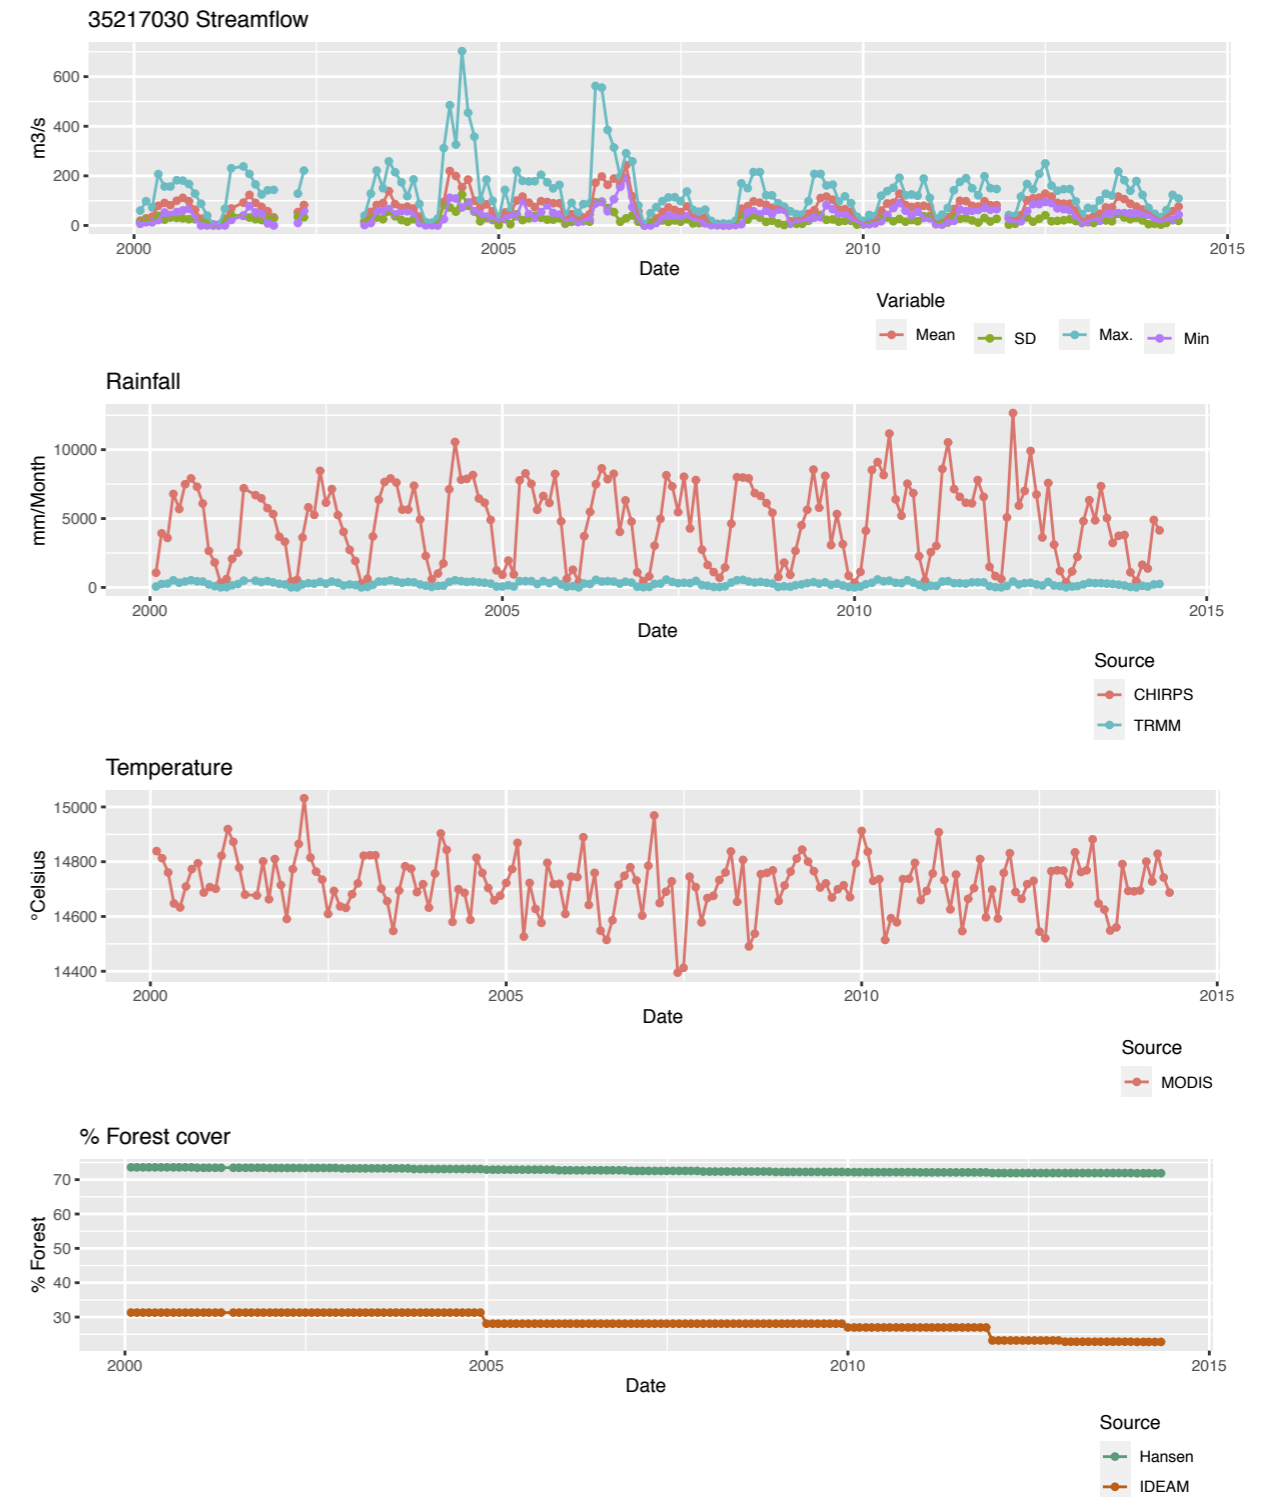 35217030 Streamflow
600
400
200
0
m3/s
2000 2005 2010 2015
Date
Variable
Mean SD Max. Min
Rainfall
10000
5000
0
mm/Month
2000 2005 2010 2015
Date
Source
CHIRPS
TRMM
Temperature
15000
14800
14600
14400
°Celsius
2000 2005 2010 2015
Date
Source
MODIS
% Forest cover
70
60
50
40
30
% Forest
2000 2005 2010 2015
Date
Source
Hansen
IDEAM